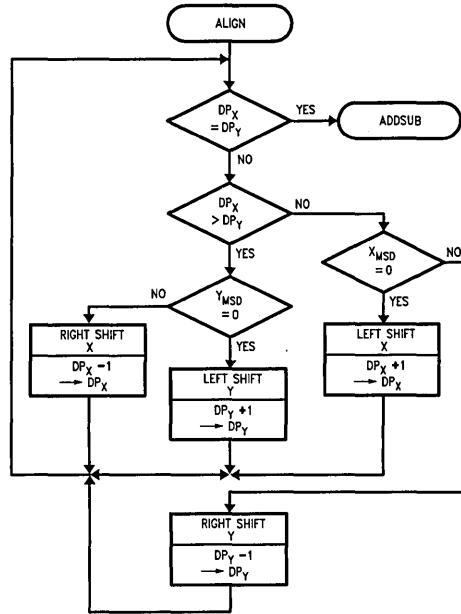 ALIGN
DPX
= DPY
YES
ADDSUB
NO
DPX
> DPY
NO
YES
XMSD
= 0
NO
YES
NO
YMSD
= 0
YES
RIGHT SHIFT
X
DPX -1
→ DPX
LEFT SHIFT
Y
DPY +1
→ DPY
LEFT SHIFT
X
DPX +1
→ DPX
RIGHT SHIFT
Y
DPY -1
→ DPY